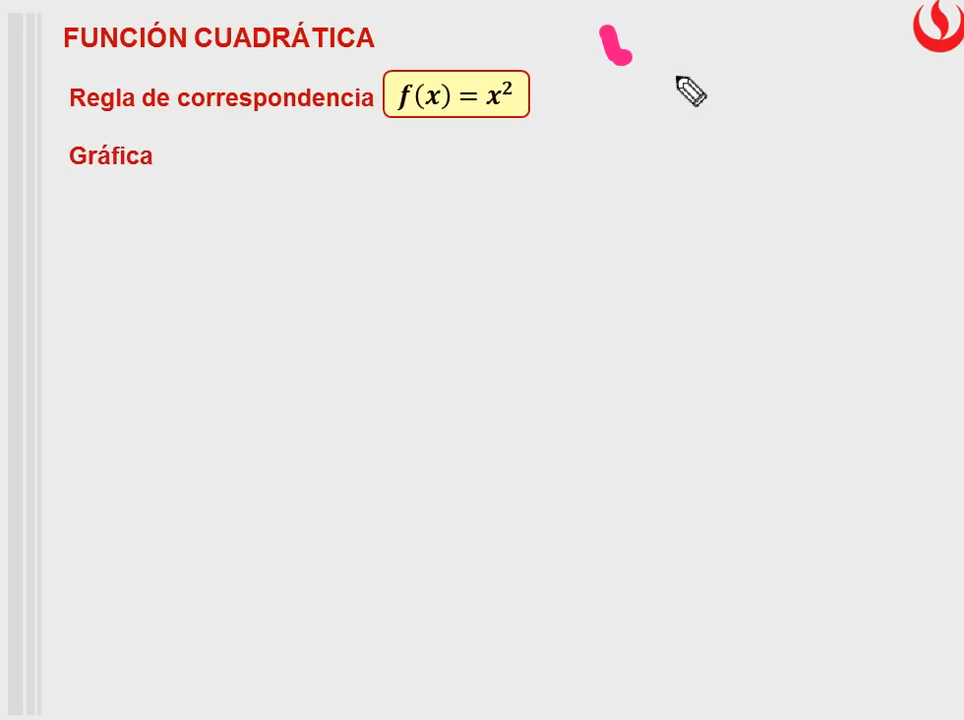 FUNCIÓN CUADRÁTICA
Regla de correspondencia f(x) = x²
Gráfica